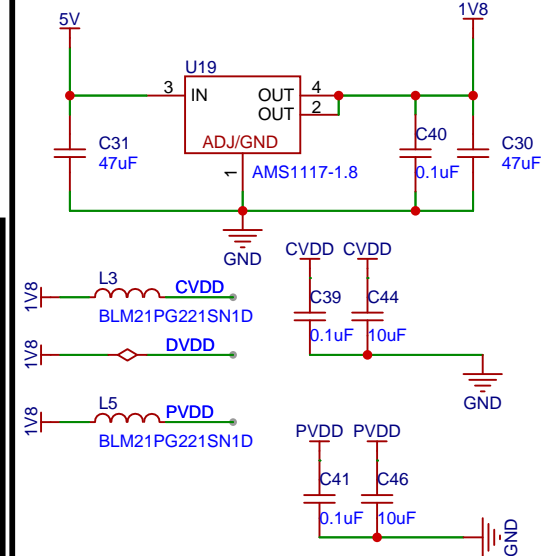 5V
1V8
U19
3
IN
OUT
4
OUT
2
ADJ/GND
1
AMS1117-1.8
C31
47uF
C40
0.1uF
C30
47uF
GND
1V8
L3
CVDD
BLM21PG221SN1D
1V8
DVDD
1V8
L5
PVDD
BLM21PG221SN1D
CVDD CVDD
C39
0.1uF
C44
10uF
GND
PVDD PVDD
C41
0.1uF
C46
10uF
GND